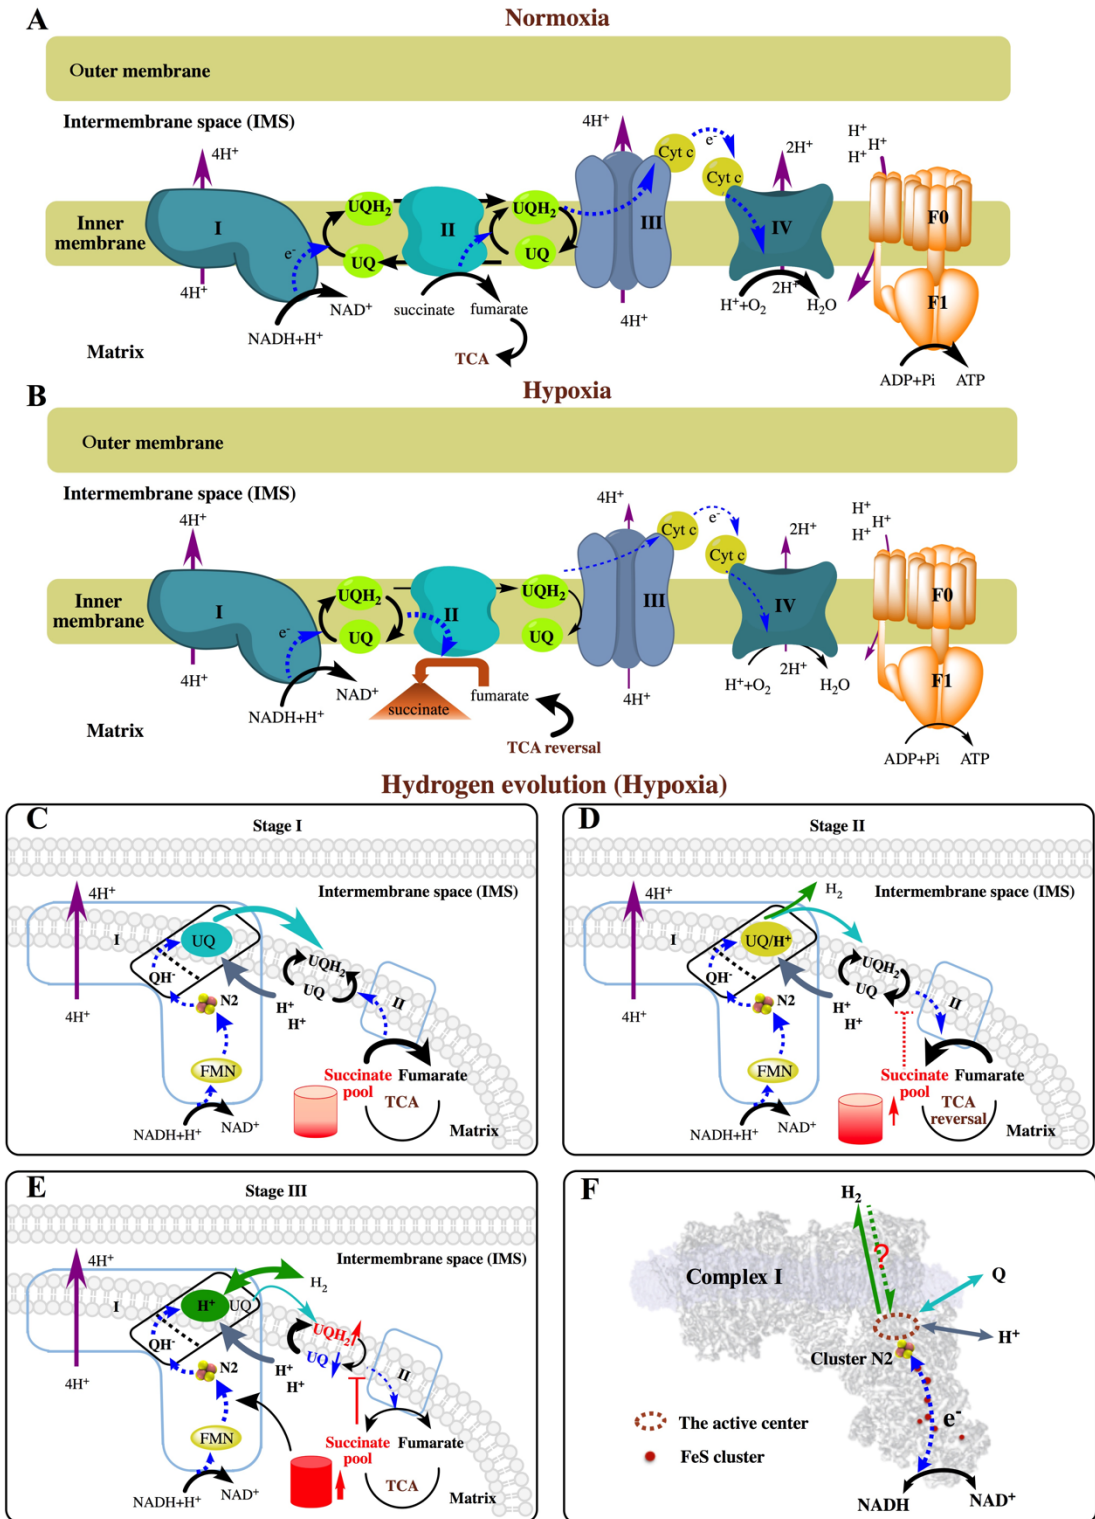 A
Normoxia
Outer membrane
Intermembrane space (IMS)
4H⁺
4H⁺
Cyt c
e⁻
Cyt c
2H⁺
H⁺
H⁺
H⁺
Inner
membrane
I
e⁻
UQH₂
UQ
II
UQH₂
UQ
III
IV
F0
F1
4H⁺
NADH+H⁺
NAD⁺
succinate
fumarate
TCA
4H⁺
2H⁺
H⁺+O₂
H₂O
Matrix
ADP+Pi
ATP
B
Hypoxia
Outer membrane
Intermembrane space (IMS)
4H⁺
4H⁺
Cyt c
e⁻
Cyt c
2H⁺
H⁺
H⁺
H⁺
Inner
membrane
I
e⁻
UQH₂
UQ
II
UQH₂
UQ
III
IV
F0
F1
4H⁺
NADH+H⁺
NAD⁺
succinate
fumarate
TCA reversal
4H⁺
2H⁺
H⁺+O₂
H₂O
Matrix
ADP+Pi
ATP
Hydrogen evolution (Hypoxia)
C
Stage I
4H⁺
Intermembrane space (IMS)
I
UQ
QH⁻
UQH₂
UQ
N2
H⁺
H⁺
II
4H⁺
FMN
Succinate
pool
Fumarate
TCA
NADH+H⁺
NAD⁺
Matrix
D
Stage II
4H⁺
H₂
Intermembrane space (IMS)
I
UQ/H⁺
QH⁻
UQH₂
UQ
N2
H⁺
H⁺
II
4H⁺
FMN
Succinate
pool
Fumarate
TCA
reversal
NADH+H⁺
NAD⁺
Matrix
E
Stage III
4H⁺
Intermembrane space (IMS)
H₂
I
H⁺
UQ
QH⁻
UQH₂
UQ
N2
H⁺
H⁺
II
4H⁺
FMN
Succinate
pool
Fumarate
TCA
NADH+H⁺
NAD⁺
Matrix
F
H₂
?
Complex I
Q
H⁺
Cluster N2
The active center
e⁻
FeS cluster
NADH
NAD⁺